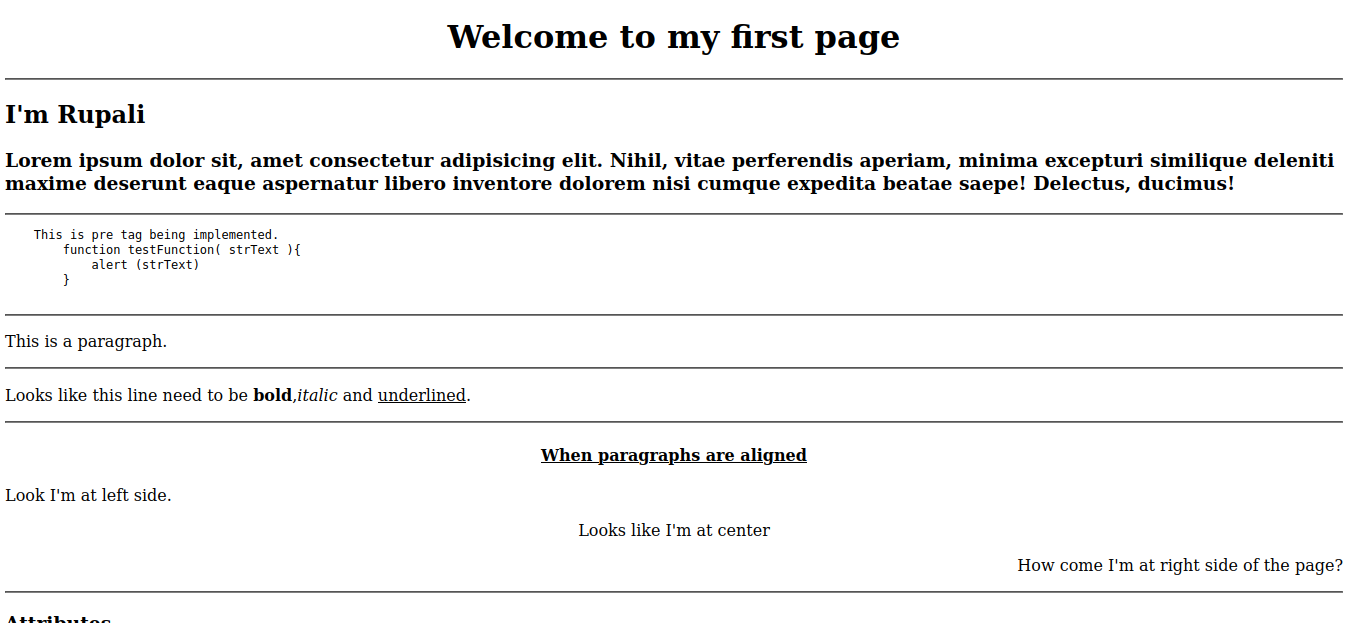 Welcome to my first page
I'm Rupali
Lorem ipsum dolor sit, amet consectetur adipisicing elit. Nihil, vitae perferendis aperiam, minima excepturi similique deleniti
maxime deserunt eaque aspernatur libero inventore dolorem nisi cumque expedita beatae saepe! Delectus, ducimus!
This is pre tag being implemented.
function testFunction( strText ){
alert (strText)
}
This is a paragraph.
Looks like this line need to be bold,italic and underlined.
When paragraphs are aligned
Look I'm at left side.
Looks like I'm at center
How come I'm at right side of the page?
Attributes